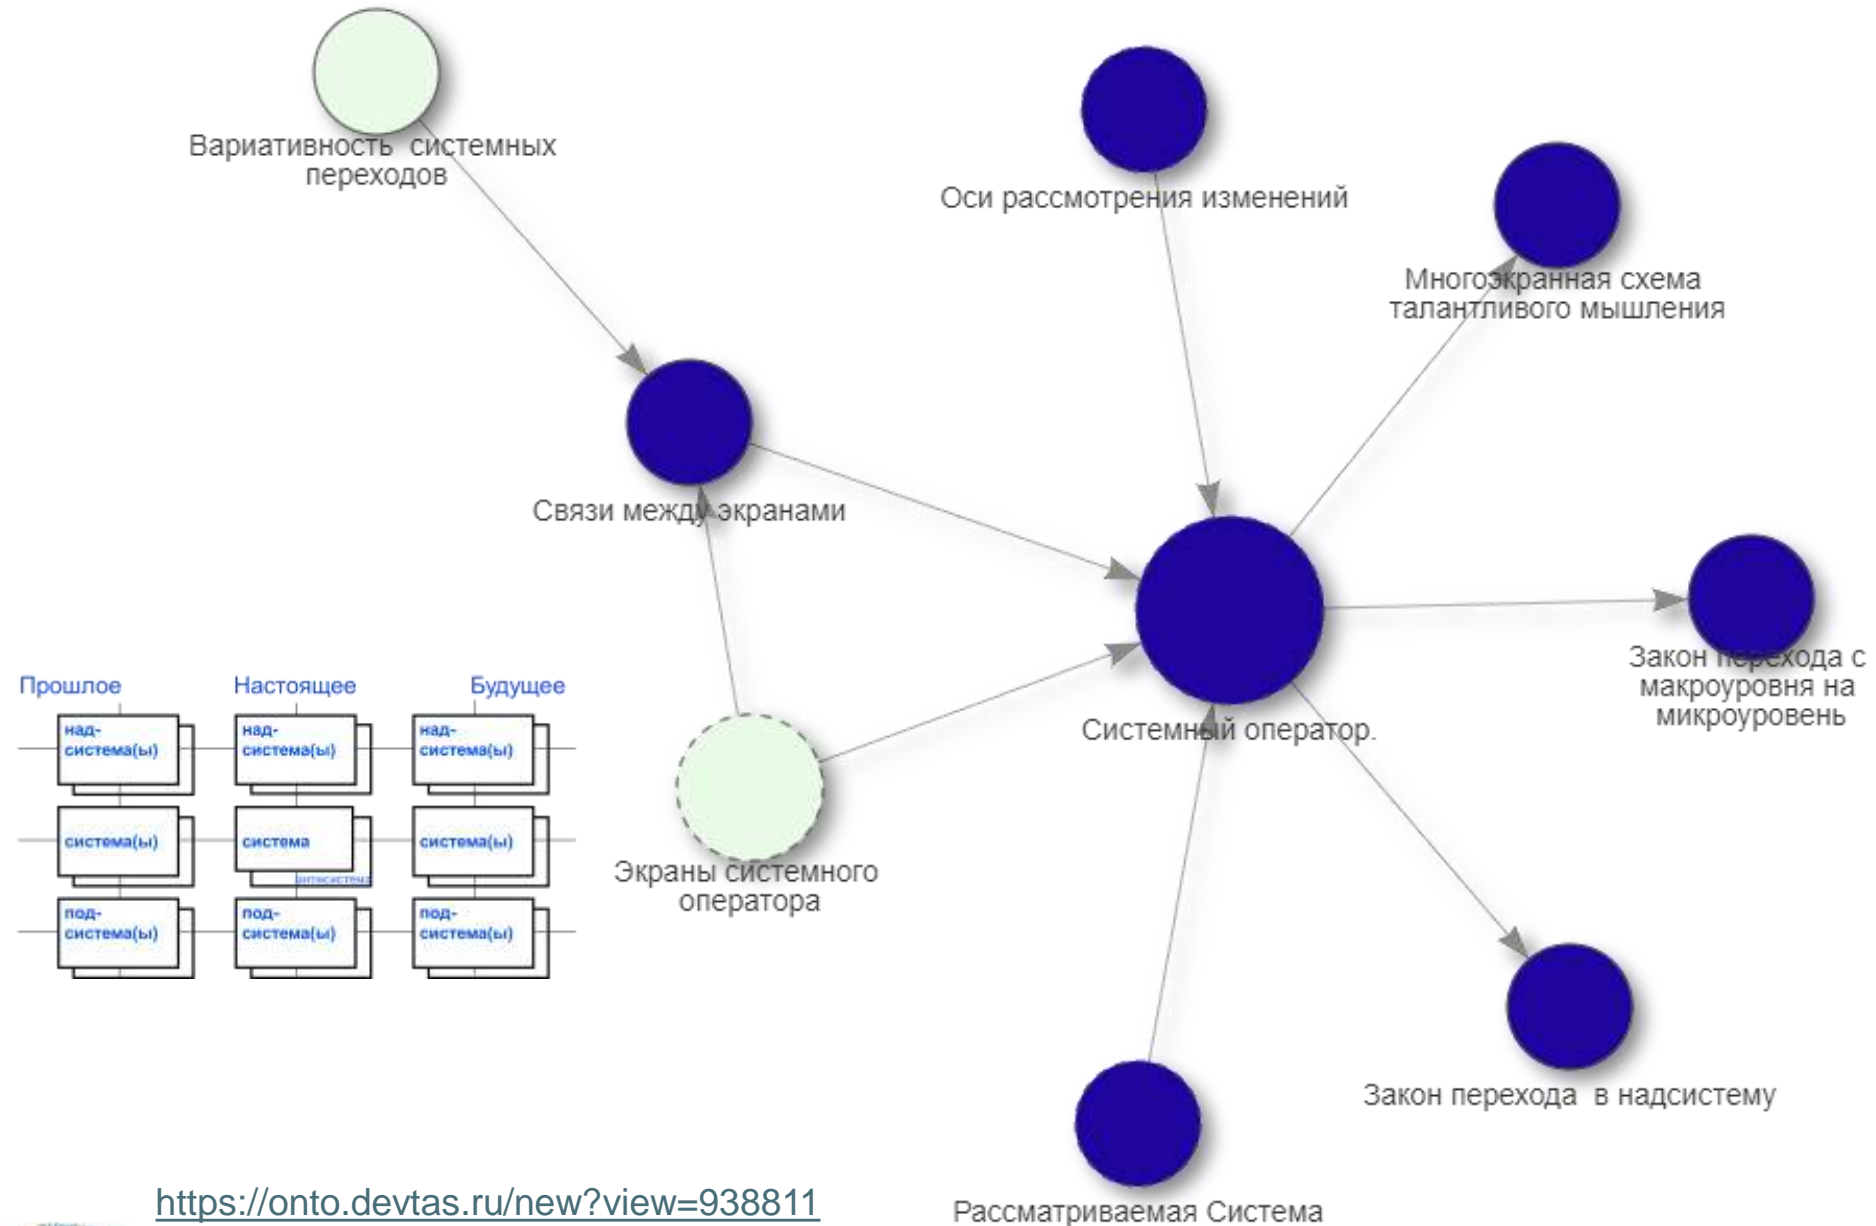 Вариативность системных
переходов
Оси рассмотрения изменений
Многоэкранная схема
талантливого мышления
Связи между экранами
Закон перехода с
макроуровня на
микроуровень
Системный оператор.
Экраны системного
оператора
Закон перехода в надсистему
Рассматриваемая Система
Прошлое Настоящее Будущее
над-
система(ы)
над-
система(ы)
над-
система(ы)
система(ы)
система
антисистема
система(ы)
под-
система(ы)
под-
система(ы)
под-
система(ы)
https://onto.devtas.ru/new?view=938811